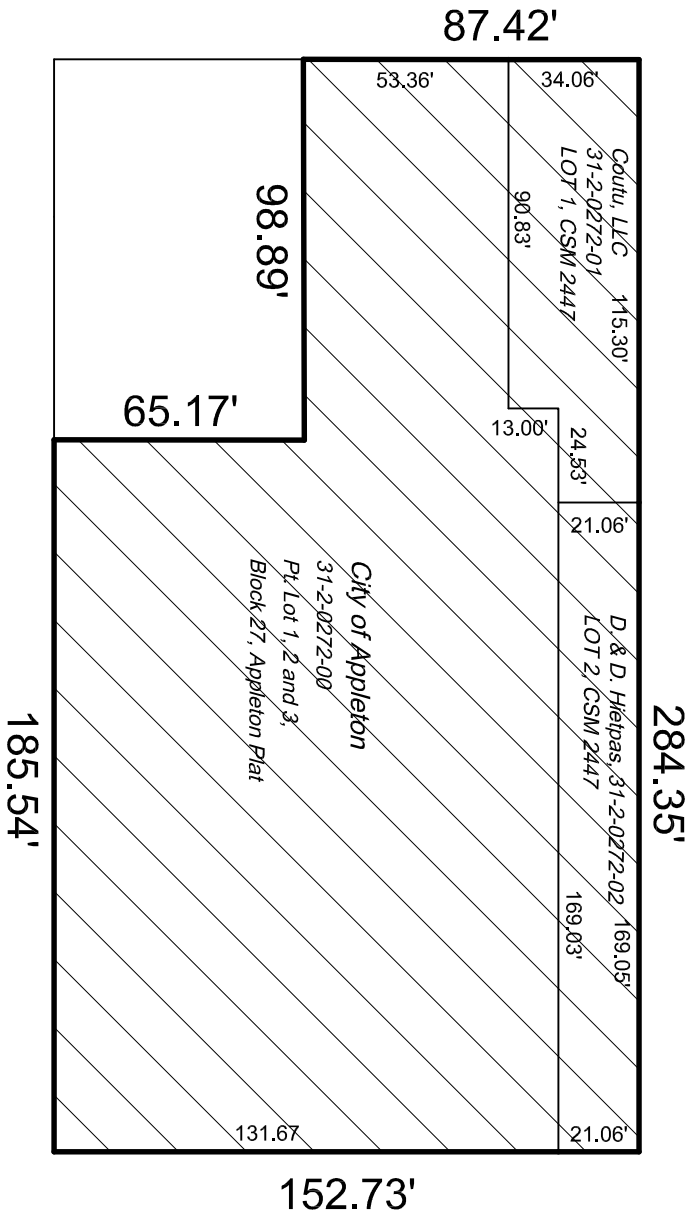 87.42'
53.36'
34.06'
Coutu, LLC 115.30'
31-2-0272-01
LOT 1, CSM 2447
90.83'
98.89'
65.17'
13.00'
24.53'
21.06'
City of Appleton
31-2-0272-00
Pt. Lot 1, 2 and 3,
Block 27, Appleton Plat
D. & D. Hietpas, 31-2-0272-02 169.05'
LOT 2, CSM 2447
284.35'
185.54'
169.03'
131.67
21.06'
152.73'